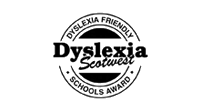 DYSLEXIA FRIENDLY
Dyslexia
Scotwest
SCHOOLS AWARD